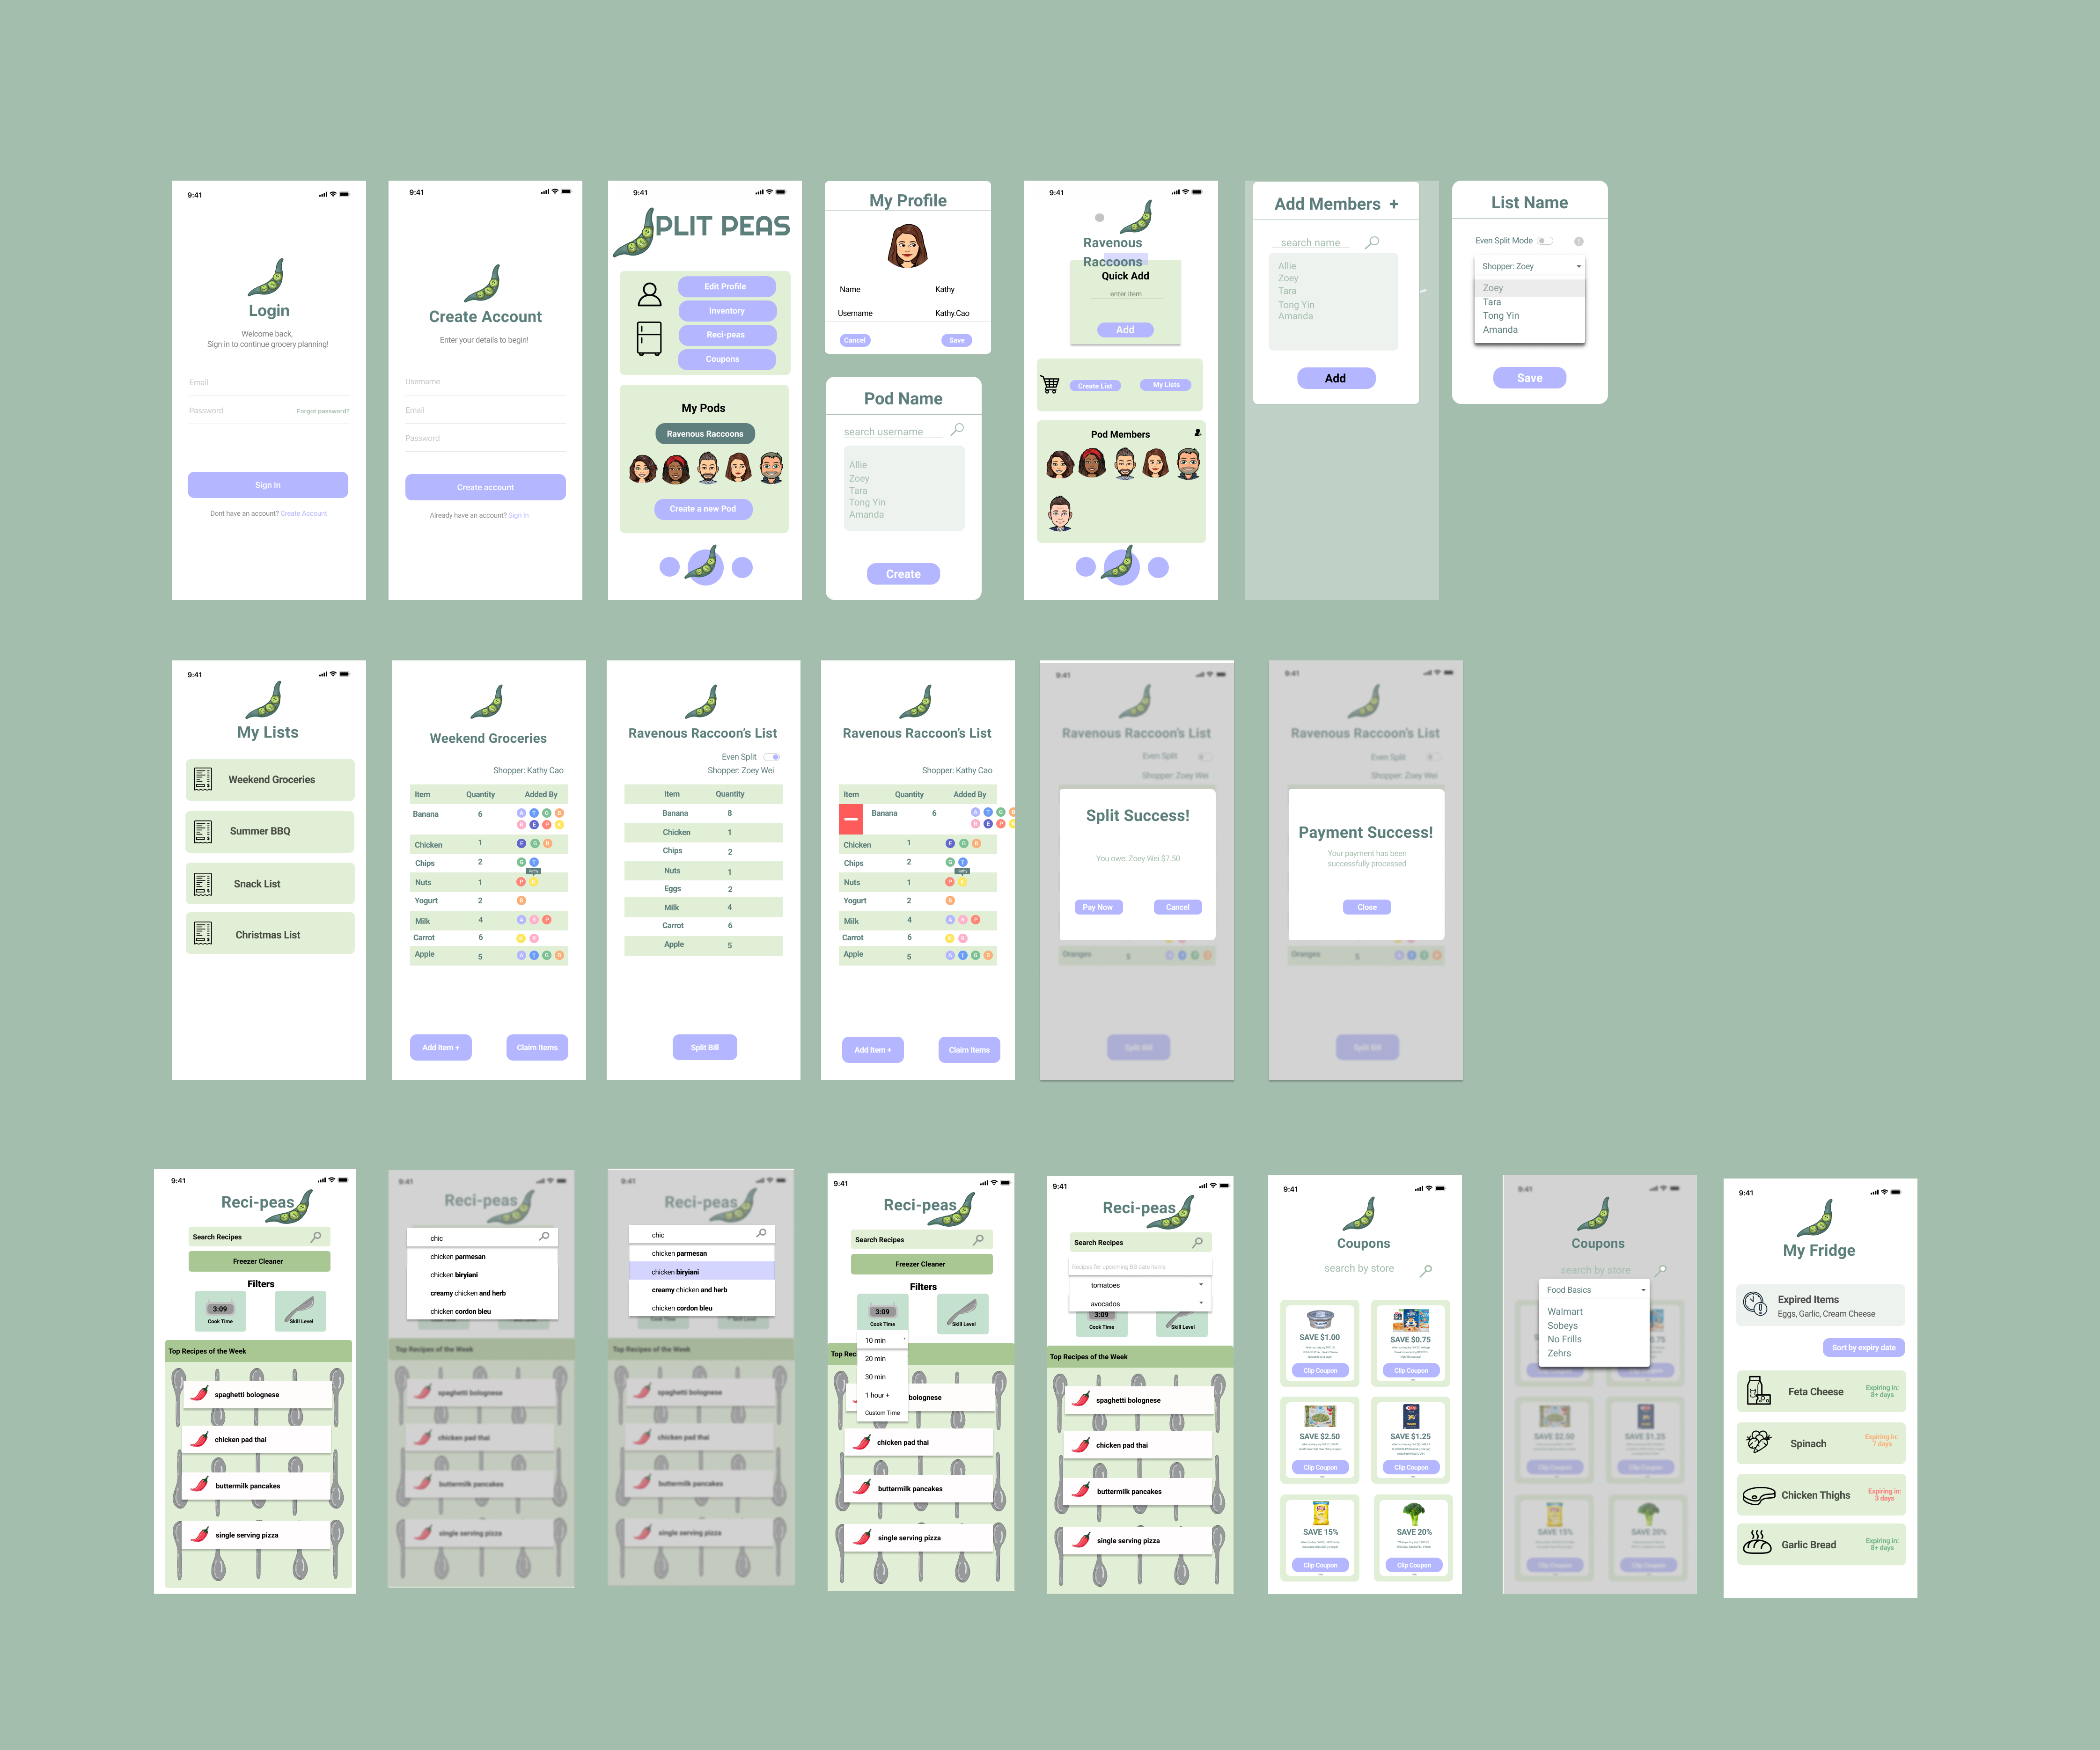 9:41
Login
Welcome back,
Sign in to continue grocery planning!
Email
Password Forgot password?
Sign In
Dont have an account? Create Account
9:41
Create Account
Enter your details to begin!
Username
Email
Password
Create account
Already have an account? Sign In
9:41
PLIT PEAS
Edit Profile
Inventory
Reci-peas
Coupons
My Pods
Ravenous Raccoons
Create a new Pod
My Profile
Name Kathy
Username Kathy.Cao
Cancel Save
Pod Name
search username
Allie
Zoey
Tara
Tong Yin
Amanda
Create
9:41
Ravenous
Raccoons
Quick Add
enter item
Add
Create List My Lists
Pod Members
Add Members +
search name
Allie
Zoey
Tara
Tong Yin
Amanda
Add
List Name
Even Split Mode
Shopper: Zoey
Zoey
Tara
Tong Yin
Amanda
Save
9:41
My Lists
Weekend Groceries
Summer BBQ
Snack List
Christmas List
Weekend Groceries
Shopper: Kathy Cao
Item Quantity Added By
Banana 6 A T G B
R E P K
Chicken 1 E G B
Chips 2 G T
Kathy
Nuts 1 P K
Yogurt 2 B
Milk 4 A R P
Carrot 6 K R
Apple 5 A T G B
Add Item + Claim Items
Ravenous Raccoon's List
Even Split
Shopper: Zoey Wei
Item Quantity
Banana 8
Chicken 1
Chips 2
Nuts 1
Eggs 2
Milk 4
Carrot 6
Apple 5
Split Bill
Ravenous Raccoon's List
Shopper: Kathy Cao
Item Quantity Added By
Banana 6 A T G B
R E P K
Chicken 1 E G B
Chips 2 G T
Kathy
Nuts 1 P K
Yogurt 2 B
Milk 4 A R P
Carrot 6 K R
Apple 5 A T G B
Add Item + Claim Items
9:41
Ravenous Raccoon's List
Even Split
Shopper: Zoey Wei
Split Success!
You owe: Zoey Wei $7.50
Pay Now Cancel
Oranges 5
Split Bill
9:41
Ravenous Raccoon's List
Even Split
Shopper: Zoey Wei
Payment Success!
Your payment has been
successfully processed
Close
Oranges 5
Split Bill
9:41
Reci-peas
Search Recipes
Freezer Cleaner
Filters
3:09
Cook Time Skill Level
Top Recipes of the Week
spaghetti bolognese
chicken pad thai
buttermilk pancakes
single serving pizza
9:41
Reci-peas
chic
chicken parmesan
chicken biryiani
creamy chicken and herb
chicken cordon bleu
Top Recipes of the Week
spaghetti bolognese
chicken pad thai
buttermilk pancakes
single serving pizza
9:41
Reci-peas
chic
chicken parmesan
chicken biryiani
creamy chicken and herb
chicken cordon bleu
Top Recipes of the Week
spaghetti bolognese
chicken pad thai
buttermilk pancakes
single serving pizza
9:41
Reci-peas
Search Recipes
Freezer Cleaner
Filters
3:09
Cook Time Skill Level
10 min
Top Reci
20 min
30 min
1 hour +
bolognese
Custom Time
chicken pad thai
buttermilk pancakes
single serving pizza
9:41
Reci-peas
Search Recipes
Recipes for upcoming BB date items
tomatoes
avocados
3:09
Cook Time Skill Level
Top Recipes of the Week
spaghetti bolognese
chicken pad thai
buttermilk pancakes
single serving pizza
9:41
Coupons
search by store
SAVE $1.00 SAVE $0.75
Clip Coupon Clip Coupon
SAVE $2.50 SAVE $1.25
Clip Coupon Clip Coupon
SAVE 15% SAVE 20%
Clip Coupon Clip Coupon
9:41
Coupons
search by store
Food Basics
Walmart
Sobeys
No Frills
Zehrs
$0.75
SAVE $2.50 SAVE $1.25
Clip Coupon Clip Coupon
SAVE 15% SAVE 20%
Clip Coupon Clip Coupon
9:41
My Fridge
Expired Items
Eggs, Garlic, Cream Cheese
Sort by expiry date
Feta Cheese
Expiring in:
8+ days
Spinach
Expiring in:
7 days
Chicken Thighs
Expiring in:
3 days
Garlic Bread
Expiring in:
8+ days